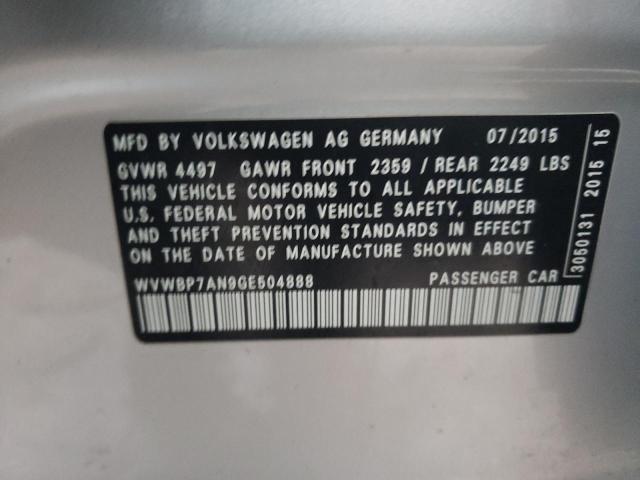 MFD BY VOLKSWAGEN AG GERMANY 07/2015
GVWR 4497 GAWR FRONT 2359 / REAR 2249 LBS
THIS VEHICLE CONFORMS TO ALL APPLICABLE
U.S. FEDERAL MOTOR VEHICLE SAFETY, BUMPER
AND THEFT PREVENTION STANDARDS IN EFFECT
ON THE DATE OF MANUFACTURE SHOWN ABOVE
WVWBP7AN9GE504888 PASSENGER CAR
3050131 2015 15